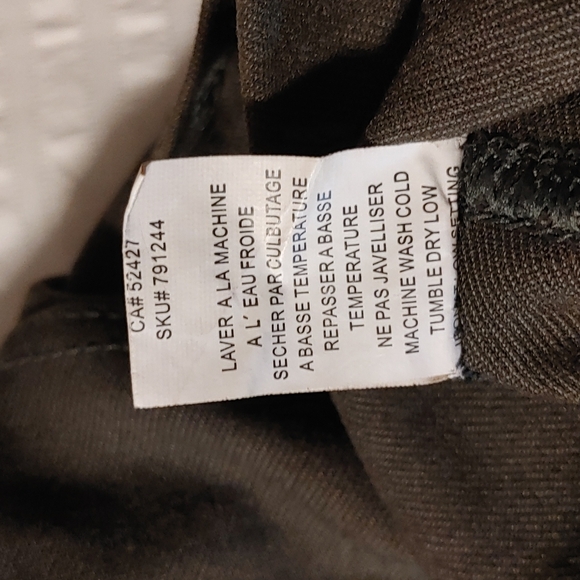 CA# 52427
SKU# 791244
LAVER A LA MACHINE
A L' EAU FROIDE
SECHER PAR CULBUTAGE
A BASSE TEMPERATURE
REPASSER A BASSE
TEMPERATURE
NE PAS JAVELLISER
MACHINE WASH COLD
TUMBLE DRY LOW
SETTING